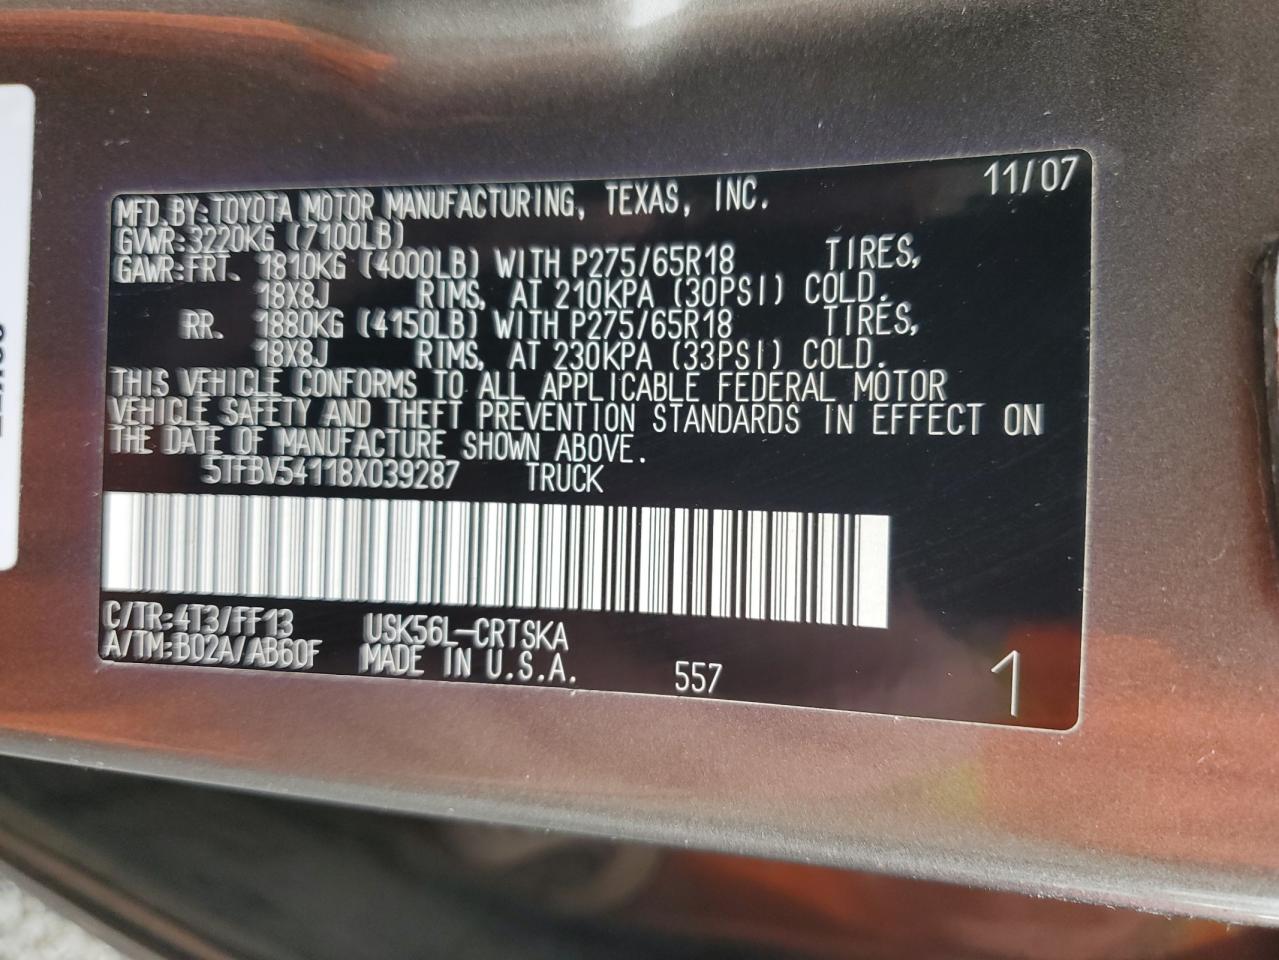 11/07
MFD.BY:TOYOTA MOTOR MANUFACTURING, TEXAS, INC.
GVWR:3220KG (7100LB)
GAWR:FRT. 1810KG (4000LB) WITH P275/65R18 TIRES,
18X8J RIMS, AT 210KPA (30PSI) COLD.
RR. 1880KG (4150LB) WITH P275/65R18 TIRES,
18X8J RIMS, AT 230KPA (33PSI) COLD.
THIS VEHICLE CONFORMS TO ALL APPLICABLE FEDERAL MOTOR
VEHICLE SAFETY AND THEFT PREVENTION STANDARDS IN EFFECT ON
THE DATE OF MANUFACTURE SHOWN ABOVE.
5TFBV54118X039287 TRUCK
C/TR:4T3/FF13 USK56L-CRTSKA
A/TM:B02A/AB60F MADE IN U.S.A. 557 1